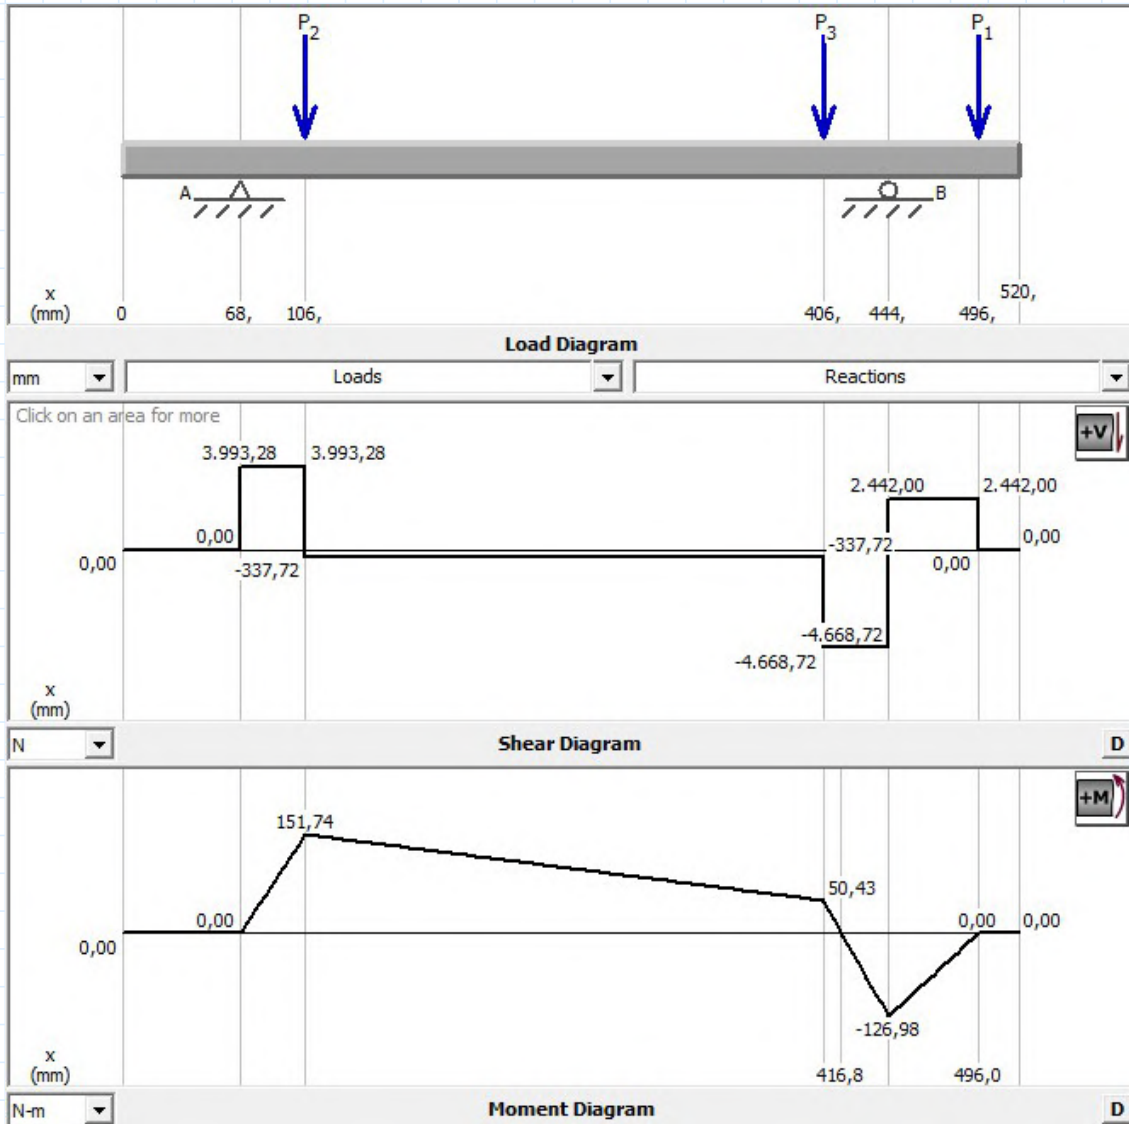 P2 P3 P1
A B
x
(mm) 0 68, 106, 406, 444, 496, 520,
Load Diagram
mm Loads Reactions
Click on an area for more
+V
3.993,28 3.993,28
2.442,00 2.442,00
0,00 0,00 -337,72 0,00 0,00
-337,72
-4.668,72
-4.668,72
x
(mm)
N Shear Diagram D
+M
151,74
50,43
0,00 0,00 0,00
0,00
-126,98
x
(mm) 416,8 496,0
N-m Moment Diagram D